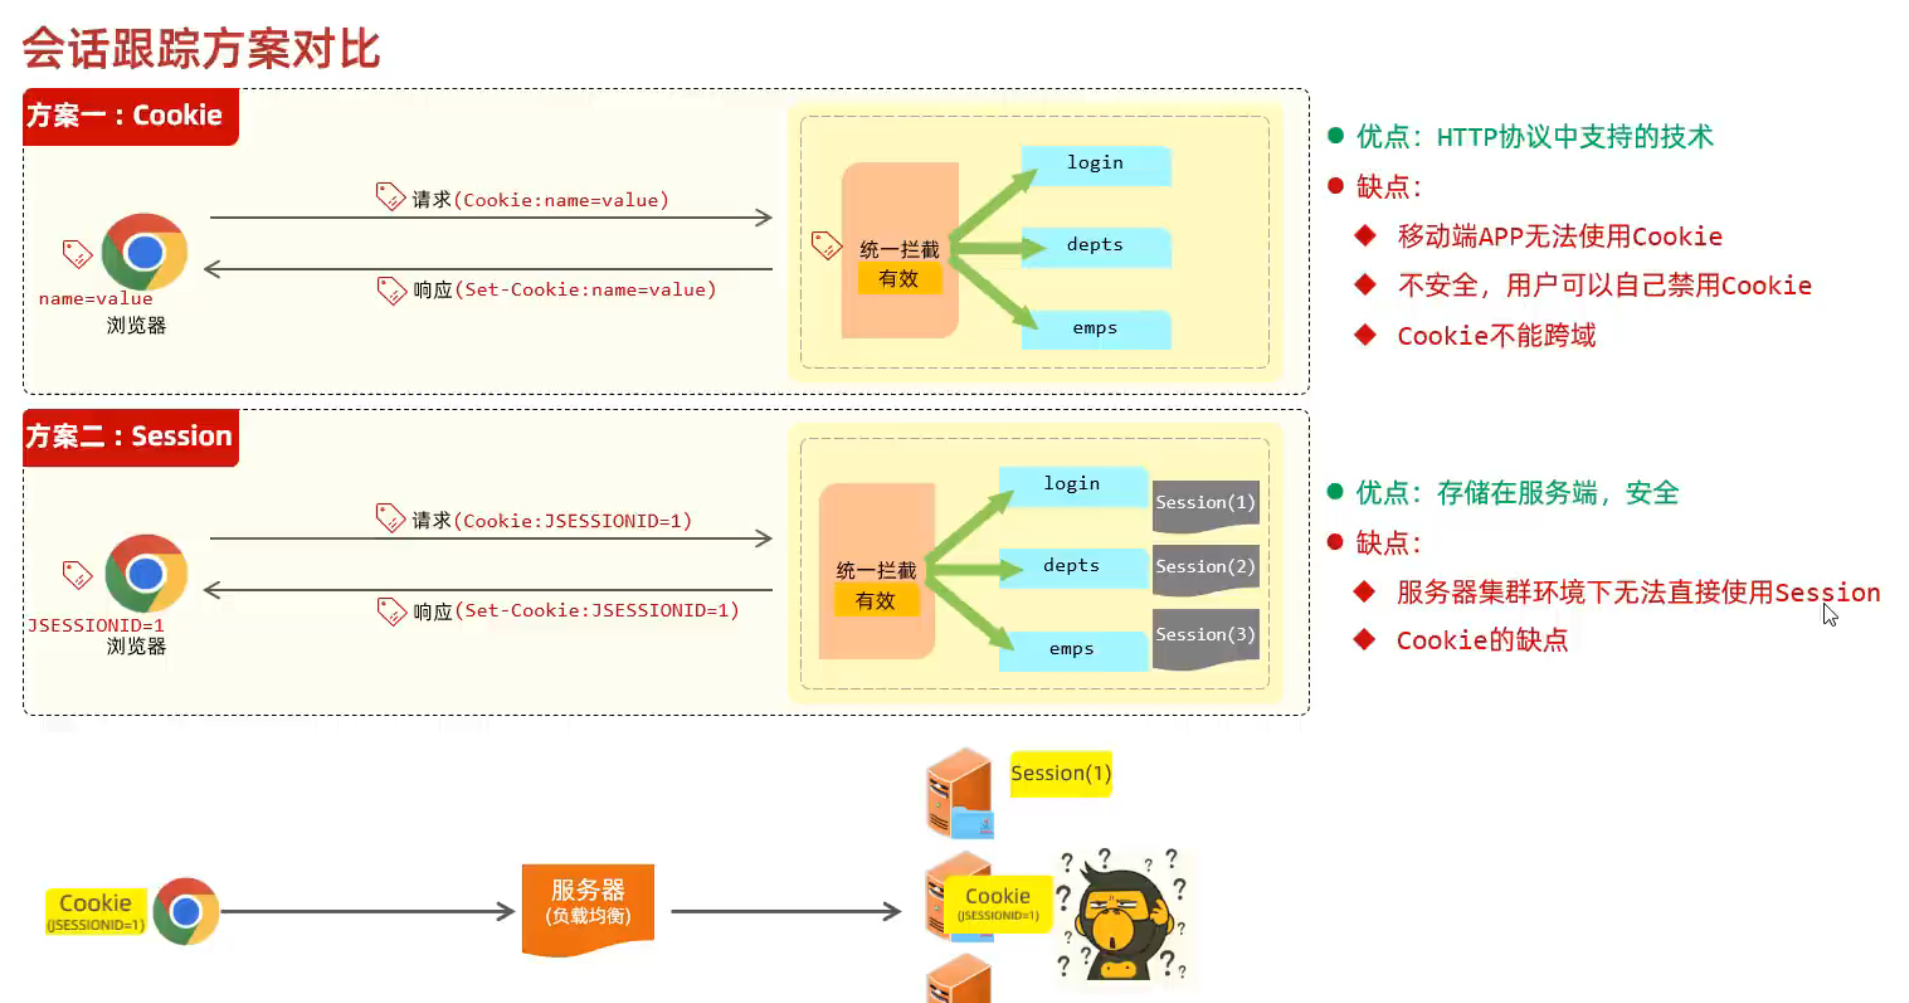 会话跟踪方案对比
方案一：Cookie
请求(Cookie:name=value)
响应(Set-Cookie:name=value)
name=value
浏览器
统一拦截
有效
login
depts
emps
优点：HTTP协议中支持的技术
缺点：
移动端APP无法使用Cookie
不安全，用户可以自己禁用Cookie
Cookie不能跨域
方案二：Session
请求(Cookie:JSESSIONID=1)
响应(Set-Cookie:JSESSIONID=1)
JSESSIONID=1
浏览器
统一拦截
有效
login
depts
emps
Session(1)
Session(2)
Session(3)
优点：存储在服务端，安全
缺点：
服务器集群环境下无法直接使用Session
Cookie的缺点
Cookie
(JSESSIONID=1)
服务器
(负载均衡)
Session(1)
Cookie
(JSESSIONID=1)
? ? ? ? ? ? ? ? ? ? ? ?